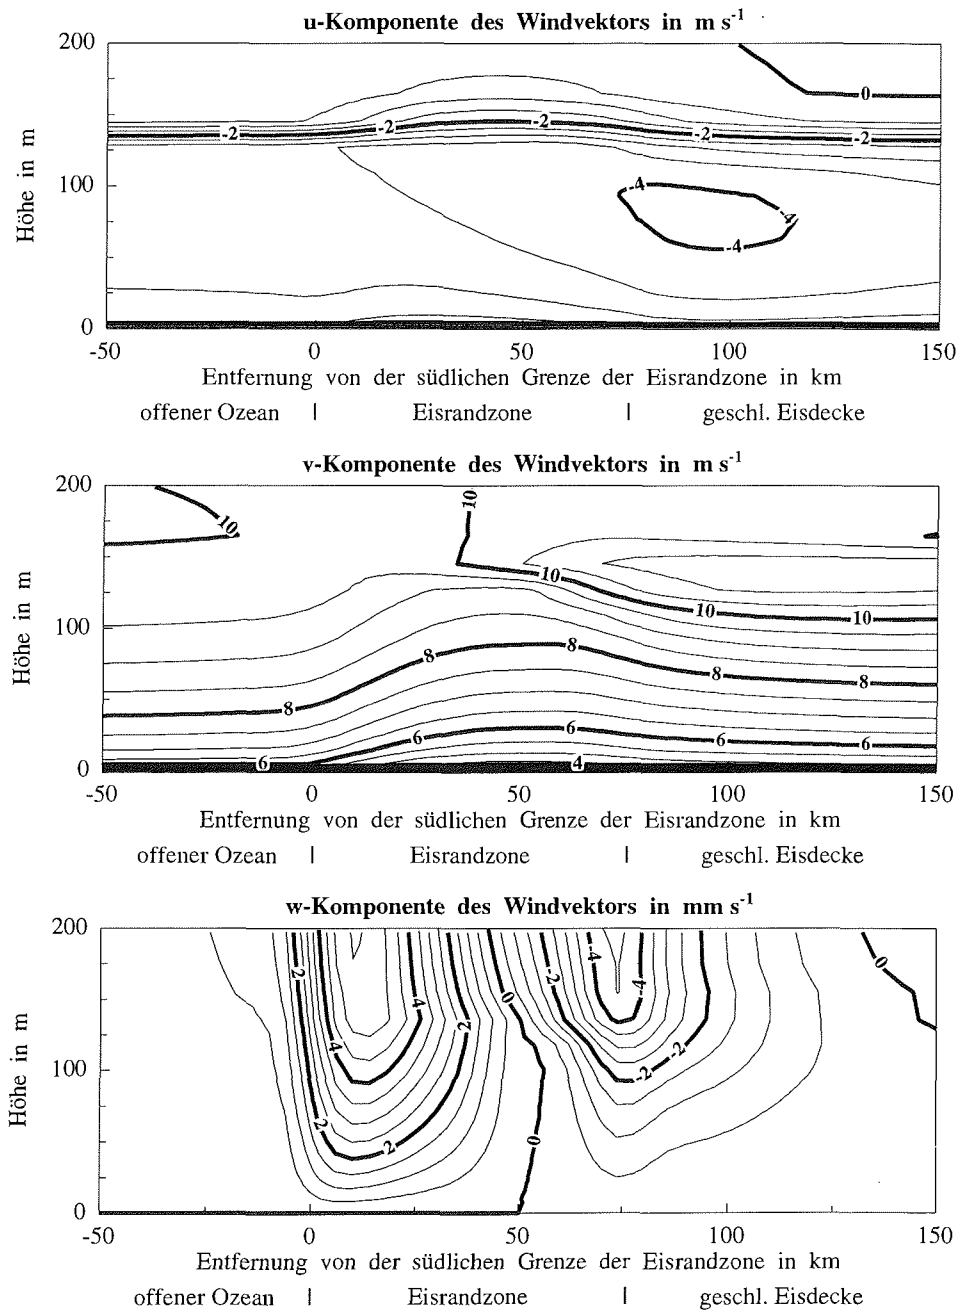 u-Komponente des Windvektors in m s-1
200
0
-2 -2 -2 -2 -2
Höhe in m
100
-4
-4
-4
0
-50 0 50 100 150
Entfernung von der südlichen Grenze der Eisrandzone in km
offener Ozean | Eisrandzone | geschl. Eisdecke
v-Komponente des Windvektors in m s-1
200
10
10
10
Höhe in m
100
10 10
8 8 8 8 8
6 6 6 6
6 4
0
-50 0 50 100 150
Entfernung von der südlichen Grenze der Eisrandzone in km
offener Ozean | Eisrandzone | geschl. Eisdecke
w-Komponente des Windvektors in mm s-1
200
2 4 0 -2 -4 -4 0
Höhe in m
4 2
100
-2 -2
2 2 0
0
-50 0 50 100 150
Entfernung von der südlichen Grenze der Eisrandzone in km
offener Ozean | Eisrandzone | geschl. Eisdecke